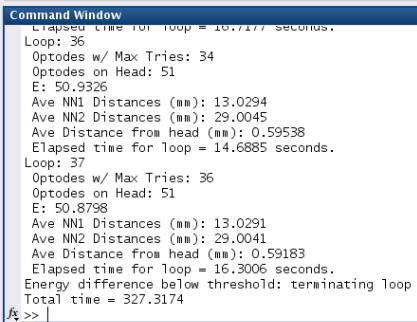 Command Window
Elapsed time for loop = 16.7177 seconds.
Loop: 36
Optodes w/ Max Tries: 34
Optodes on Head: 51
E: 50.9326
Ave NN1 Distances (mm): 13.0294
Ave NN2 Distances (mm): 29.0045
Ave Distance from head (mm): 0.59538
Elapsed time for loop = 14.6885 seconds.
Loop: 37
Optodes w/ Max Tries: 36
Optodes on Head: 51
E: 50.8798
Ave NN1 Distances (mm): 13.0291
Ave NN2 Distances (mm): 29.0041
Ave Distance from head (mm): 0.59183
Elapsed time for loop = 16.3006 seconds.
Energy difference below threshold: terminating loop
Total time = 327.3174
fx >>